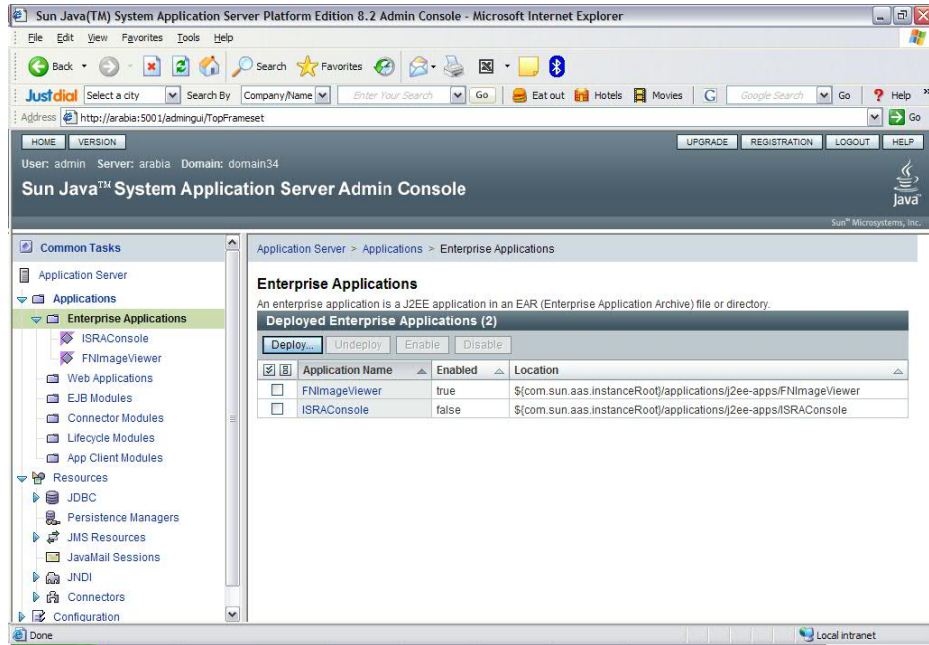 Sun Java(TM) System Application Server Platform Edition 8.2 Admin Console - Microsoft Internet Explorer
File Edit View Favorites Tools Help
Back Search Favorites
Justdial Select a city Search By Company/Name Enter Your Search Go Eat out Hotels Movies G Google Search Go Help »
Address http://arabia:5001/admingui/TopFrameset Go
HOME VERSION UPGRADE REGISTRATION LOGOUT HELP
User: admin Server: arabia Domain: domain34
Sun Java™ System Application Server Admin Console
Java
Sun™ Microsystems, Inc.
Common Tasks
Application Server
Applications
Enterprise Applications
ISRAConsole
FNImageViewer
Web Applications
EJB Modules
Connector Modules
Lifecycle Modules
App Client Modules
Resources
JDBC
Persistence Managers
JMS Resources
JavaMail Sessions
JNDI
Connectors
Configuration
Application Server > Applications > Enterprise Applications
Enterprise Applications
An enterprise application is a J2EE application in an EAR (Enterprise Application Archive) file or directory.
Deployed Enterprise Applications (2)
Deploy... Undeploy Enable Disable
Application Name Enabled Location
FNImageViewer true ${com.sun.aas.instanceRoot}/applications/j2ee-apps/FNImageViewer
ISRAConsole false ${com.sun.aas.instanceRoot}/applications/j2ee-apps/ISRAConsole
Done Local intranet